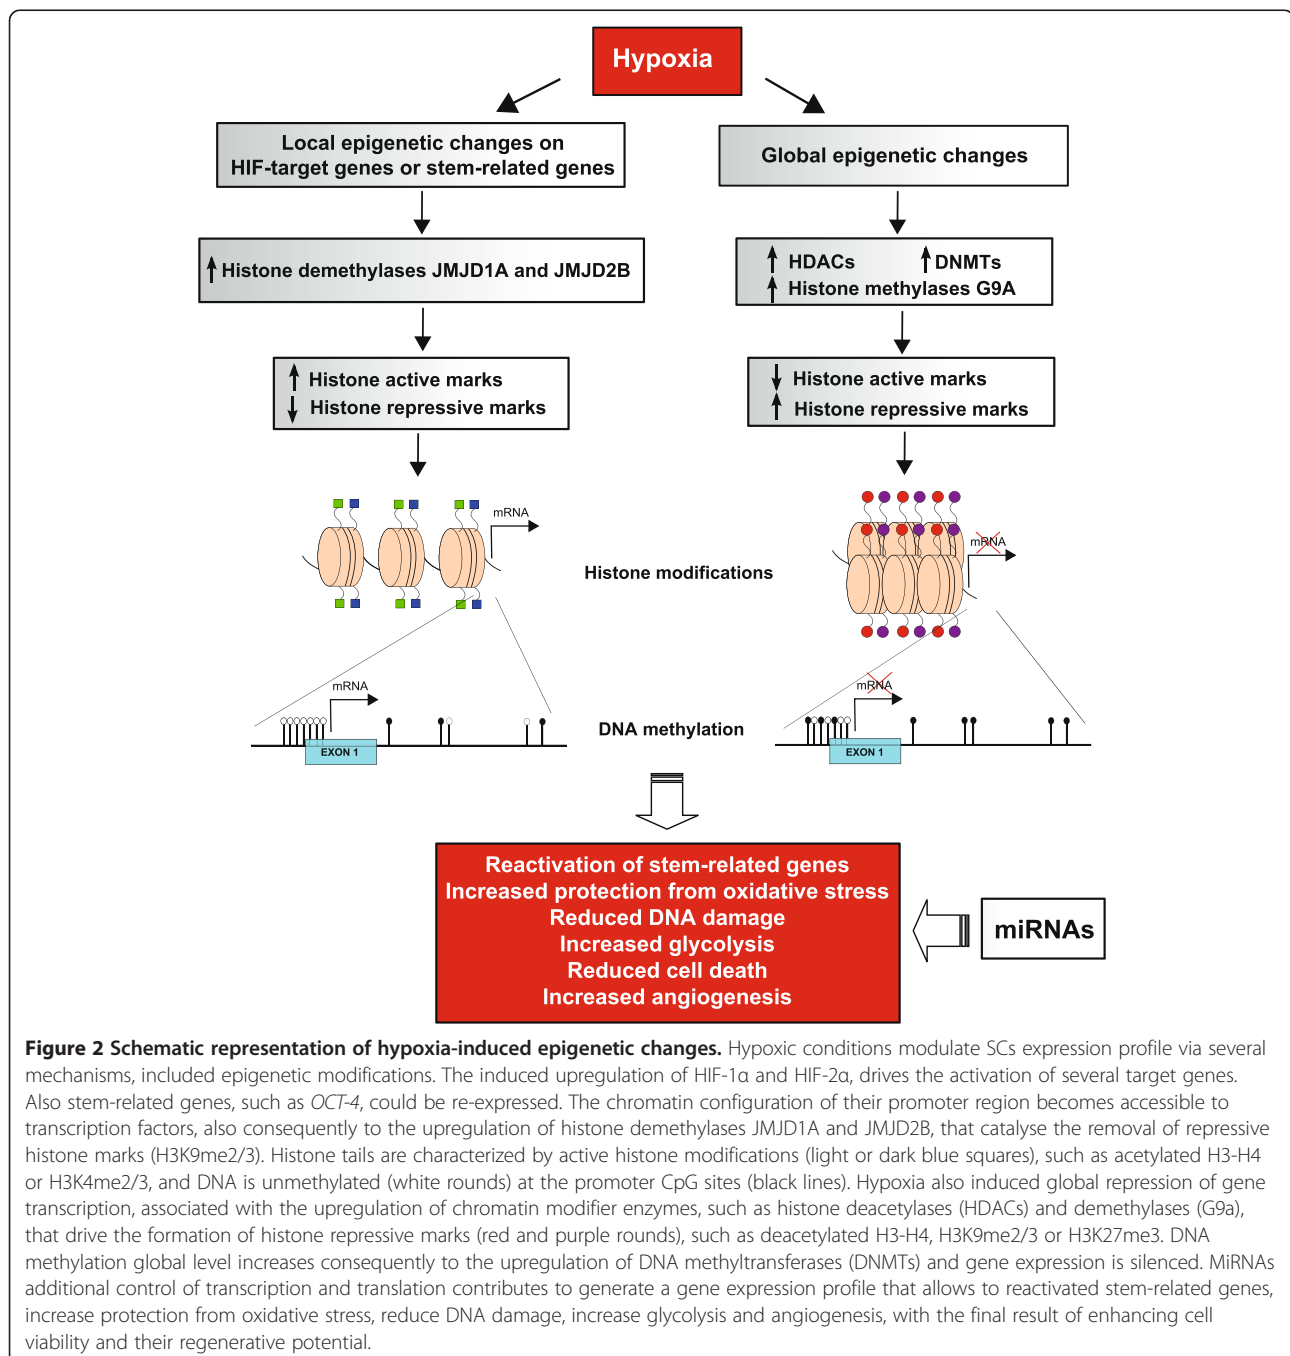 Hypoxia
Local epigenetic changes on
HIF-target genes or stem-related genes
Global epigenetic changes
Histone demethylases JMJD1A and JMJD2B
HDACs DNMTs
Histone methylases G9A
Histone active marks
Histone repressive marks
Histone active marks
Histone repressive marks
mRNA
mRNA
Histone modifications
mRNA
EXON 1
mRNA
EXON 1
DNA methylation
Reactivation of stem-related genes
Increased protection from oxidative stress
Reduced DNA damage
Increased glycolysis
Reduced cell death
Increased angiogenesis
miRNAs
Figure 2 Schematic representation of hypoxia-induced epigenetic changes. Hypoxic conditions modulate SCs expression profile via several
mechanisms, included epigenetic modifications. The induced upregulation of HIF-1α and HIF-2α, drives the activation of several target genes.
Also stem-related genes, such as OCT-4, could be re-expressed. The chromatin configuration of their promoter region becomes accessible to
transcription factors, also consequently to the upregulation of histone demethylases JMJD1A and JMJD2B, that catalyse the removal of repressive
histone marks (H3K9me2/3). Histone tails are characterized by active histone modifications (light or dark blue squares), such as acetylated H3-H4
or H3K4me2/3, and DNA is unmethylated (white rounds) at the promoter CpG sites (black lines). Hypoxia also induced global repression of gene
transcription, associated with the upregulation of chromatin modifier enzymes, such as histone deacetylases (HDACs) and demethylases (G9a),
that drive the formation of histone repressive marks (red and purple rounds), such as deacetylated H3-H4, H3K9me2/3 or H3K27me3. DNA
methylation global level increases consequently to the upregulation of DNA methyltransferases (DNMTs) and gene expression is silenced. MiRNAs
additional control of transcription and translation contributes to generate a gene expression profile that allows to reactivated stem-related genes,
increase protection from oxidative stress, reduce DNA damage, increase glycolysis and angiogenesis, with the final result of enhancing cell
viability and their regenerative potential.